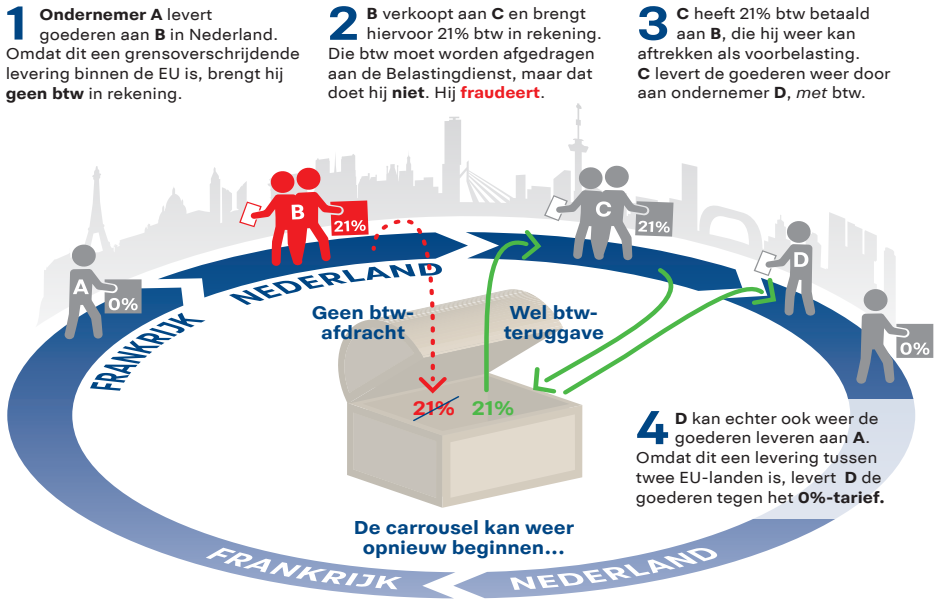 1 Ondernemer A levert
goederen aan B in Nederland.
Omdat dit een grensoverschrijdende
levering binnen de EU is, brengt hij
geen btw in rekening.
2 B verkoopt aan C en brengt
hiervoor 21% btw in rekening.
Die btw moet worden afgedragen
aan de Belastingdienst, maar dat
doet hij niet. Hij fraudeert.
3 C heeft 21% btw betaald
aan B, die hij weer kan
aftrekken als voorbelasting.
C levert de goederen weer door
aan ondernemer D, met btw.
A
0%
B
21%
C
21%
D
0%
FRANKRIJK
NEDERLAND
Geen btw-
afdracht
Wel btw-
teruggave
21%
21%
4 D kan echter ook weer de
goederen leveren aan A.
Omdat dit een levering tussen
twee EU-landen is, levert D de
goederen tegen het 0%-tarief.
De carrousel kan weer
opnieuw beginnen...
FRANKRIJK
NEDERLAND